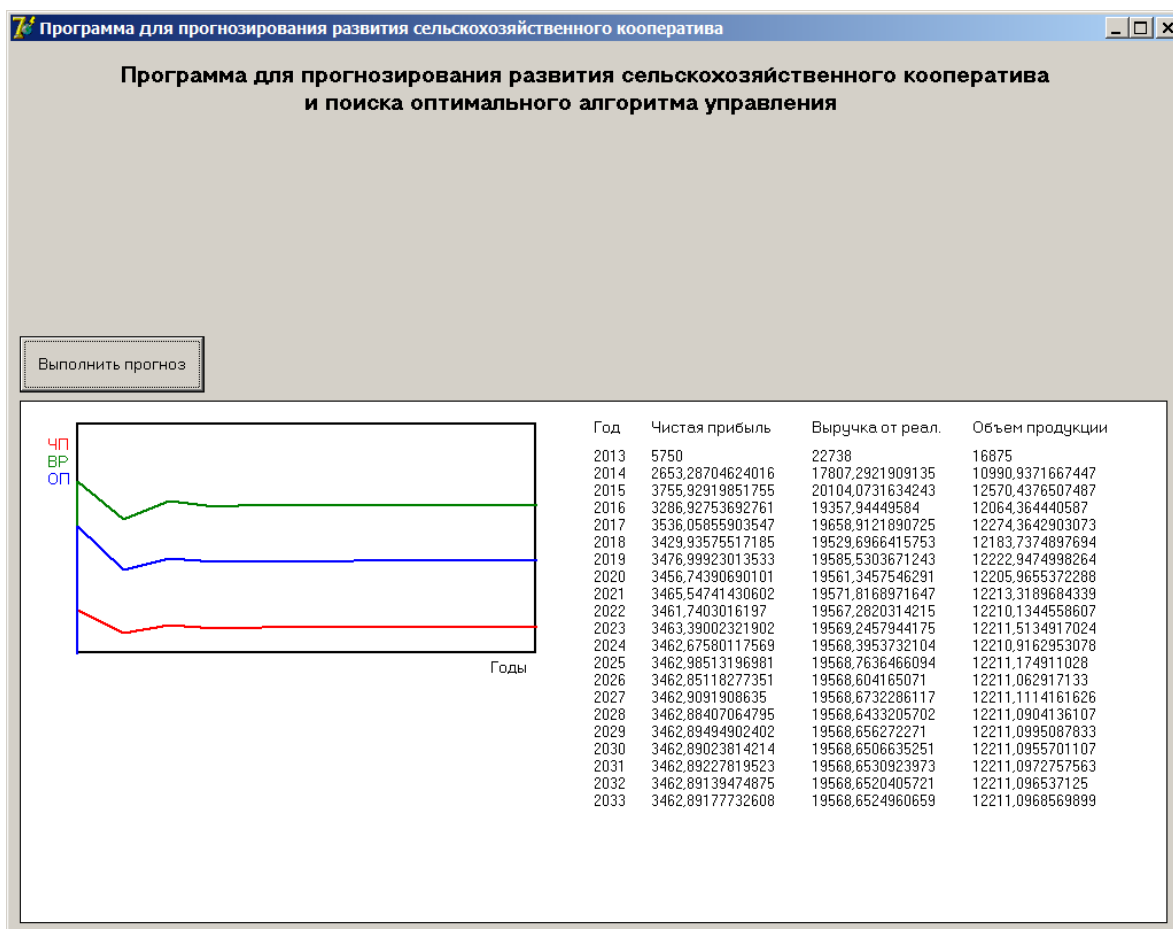 Программа для прогнозирования развития сельскохозяйственного кооператива
Программа для прогнозирования развития сельскохозяйственного кооператива
и поиска оптимального алгоритма управления
Выполнить прогноз
ЧП
ВР
ОП
Годы
Год Чистая прибыль Выручка от реал. Объем продукции
2013 5750 22738 16875
2014 2653,28704624016 17807,2921909135 10990,9371667447
2015 3755,92919851755 20104,0731634243 12570,4376507487
2016 3286,92753692761 19357,94449584 12064,364440587
2017 3536,05855903547 19658,9121890725 12274,3642903073
2018 3429,93575517185 19529,6966415753 12183,7374897694
2019 3476,99923013533 19585,5303671243 12222,9474998264
2020 3456,74390690101 19561,3457546291 12205,9655372288
2021 3465,54741430602 19571,8168971647 12213,3189684339
2022 3461,7403016197 19567,2820314215 12210,1344558607
2023 3463,39002321902 19569,2457944175 12211,5134917024
2024 3462,67580117569 19568,3953732104 12210,9162953078
2025 3462,98513196981 19568,7636466094 12211,174911028
2026 3462,85118277351 19568,604165071 12211,062917133
2027 3462,9091908635 19568,6732286117 12211,1114161626
2028 3462,88407064795 19568,6433205702 12211,0904136107
2029 3462,89494902402 19568,656272271 12211,0995087833
2030 3462,89023814214 19568,6506635251 12211,0955701107
2031 3462,89227819523 19568,6530923973 12211,0972757563
2032 3462,89139474875 19568,6520405721 12211,096537125
2033 3462,89177732608 19568,6524960659 12211,0968569899